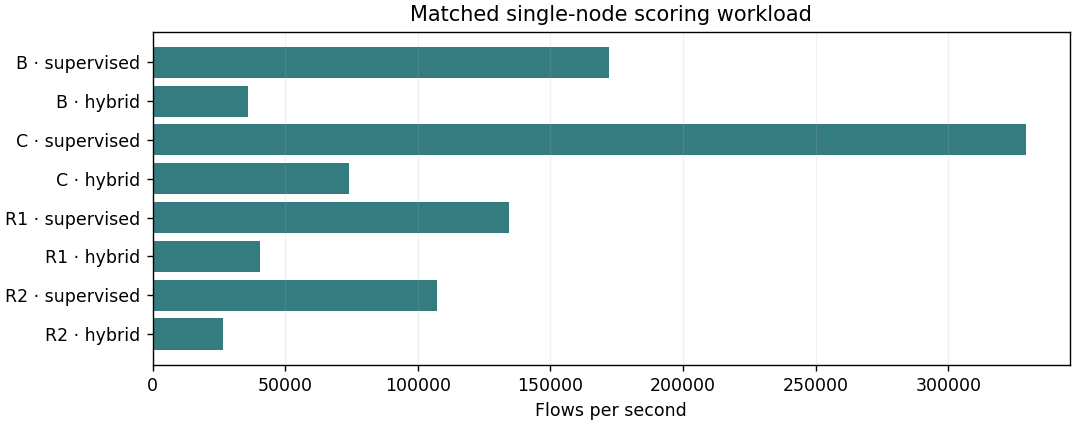 Matched single-node scoring workload
B · supervised
B · hybrid
C · supervised
C · hybrid
R1 · supervised
R1 · hybrid
R2 · supervised
R2 · hybrid
0 50000 100000 150000 200000 250000 300000
Flows per second